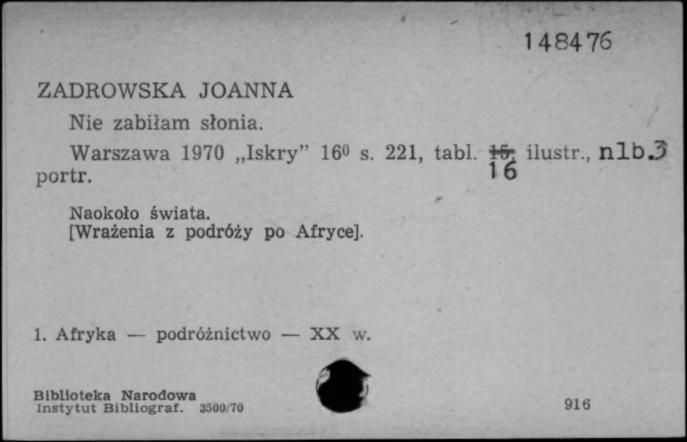 148476
ZADROWSKA JOANNA
Nie zabiłam słonia.
Warszawa 1970 „Iskry” 16⁰ s. 221, tabl. 15, ilustr., nlb.3
16
portr.
Naokoło świata.
[Wrażenia z podróży po Afryce].
1. Afryka — podróżnictwo — XX w.
Biblioteka Narodowa
Instytut Bibliograf. 3500/70
916